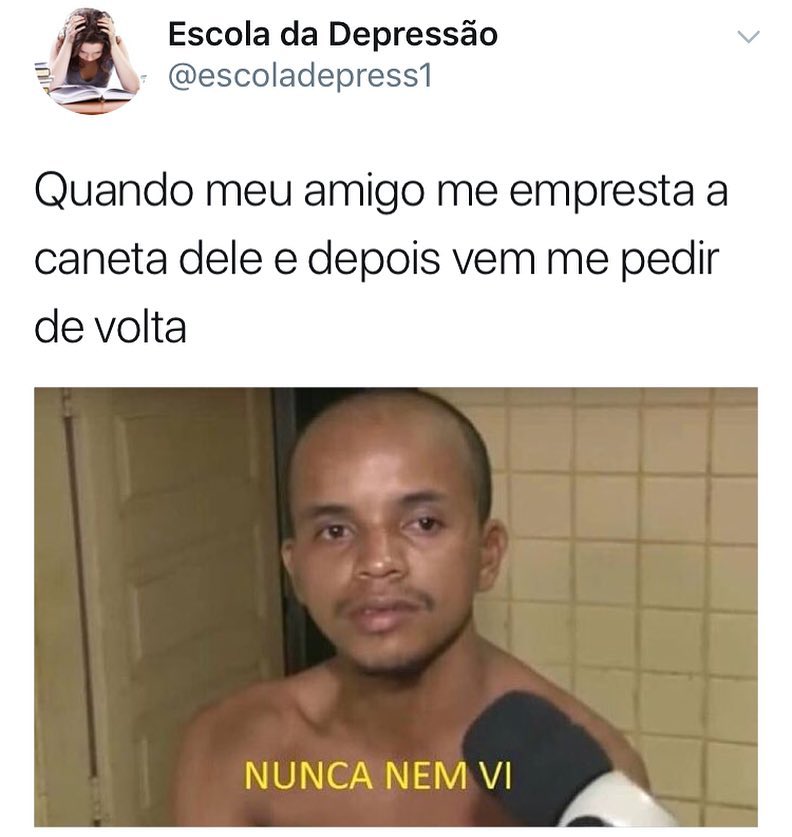 Escola da Depressão
@escoladepress1
Quando meu amigo me empresta a
caneta dele e depois vem me pedir
de volta
NUNCA NEM VI